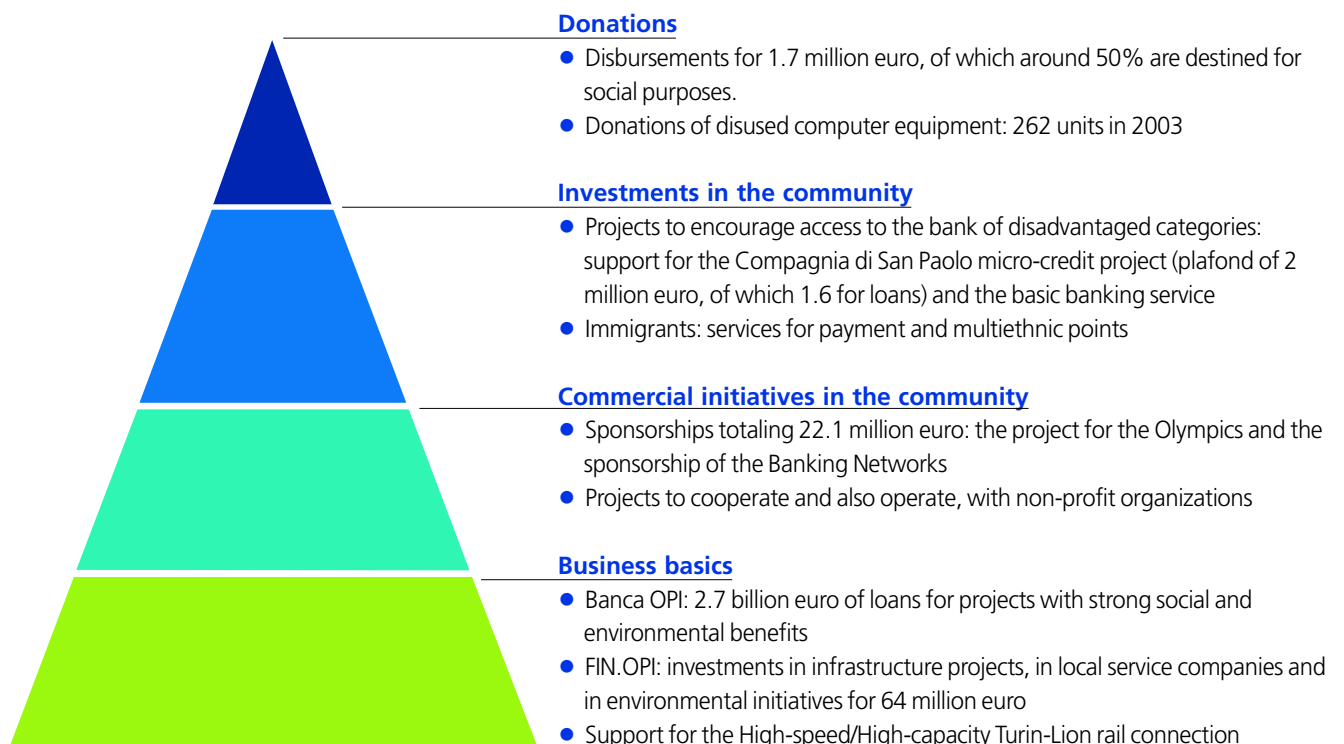 Donations
● Disbursements for 1.7 million euro, of which around 50% are destined for
social purposes.
● Donations of disused computer equipment: 262 units in 2003
Investments in the community
● Projects to encourage access to the bank of disadvantaged categories:
support for the Compagnia di San Paolo micro-credit project (plafond of 2
million euro, of which 1.6 for loans) and the basic banking service
● Immigrants: services for payment and multiethnic points
Commercial initiatives in the community
● Sponsorships totaling 22.1 million euro: the project for the Olympics and the
sponsorship of the Banking Networks
● Projects to cooperate and also operate, with non-profit organizations
Business basics
● Banca OPI: 2.7 billion euro of loans for projects with strong social and
environmental benefits
● FIN.OPI: investments in infrastructure projects, in local service companies and
in environmental initiatives for 64 million euro
● Support for the High-speed/High-capacity Turin-Lion rail connection